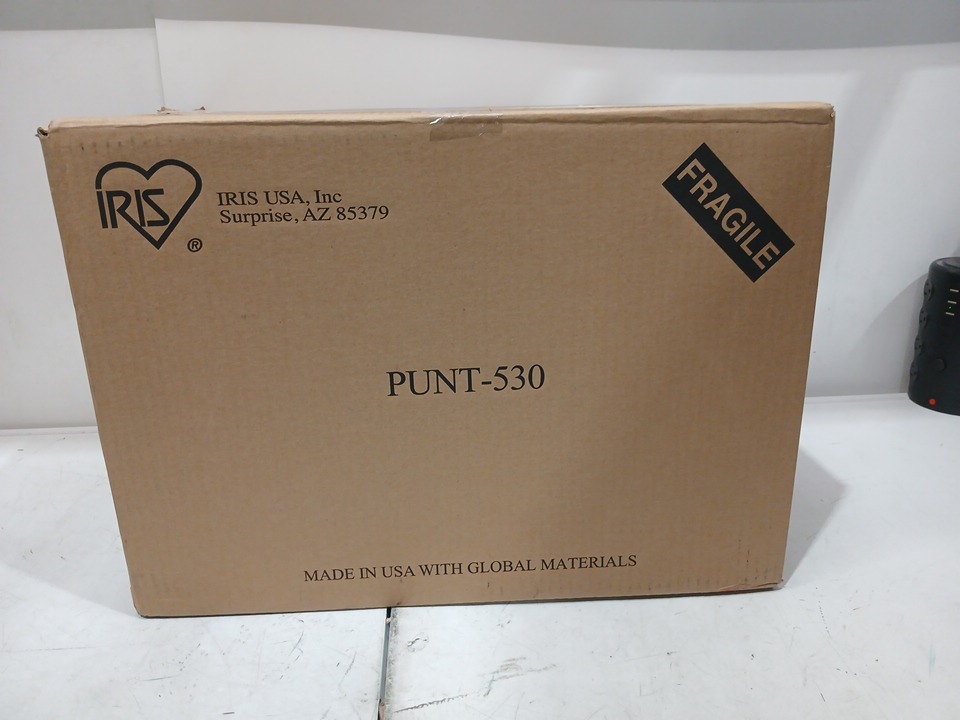 IRIS
®
IRIS USA, Inc
Surprise, AZ 85379
FRAGILE
PUNT-530
MADE IN USA WITH GLOBAL MATERIALS